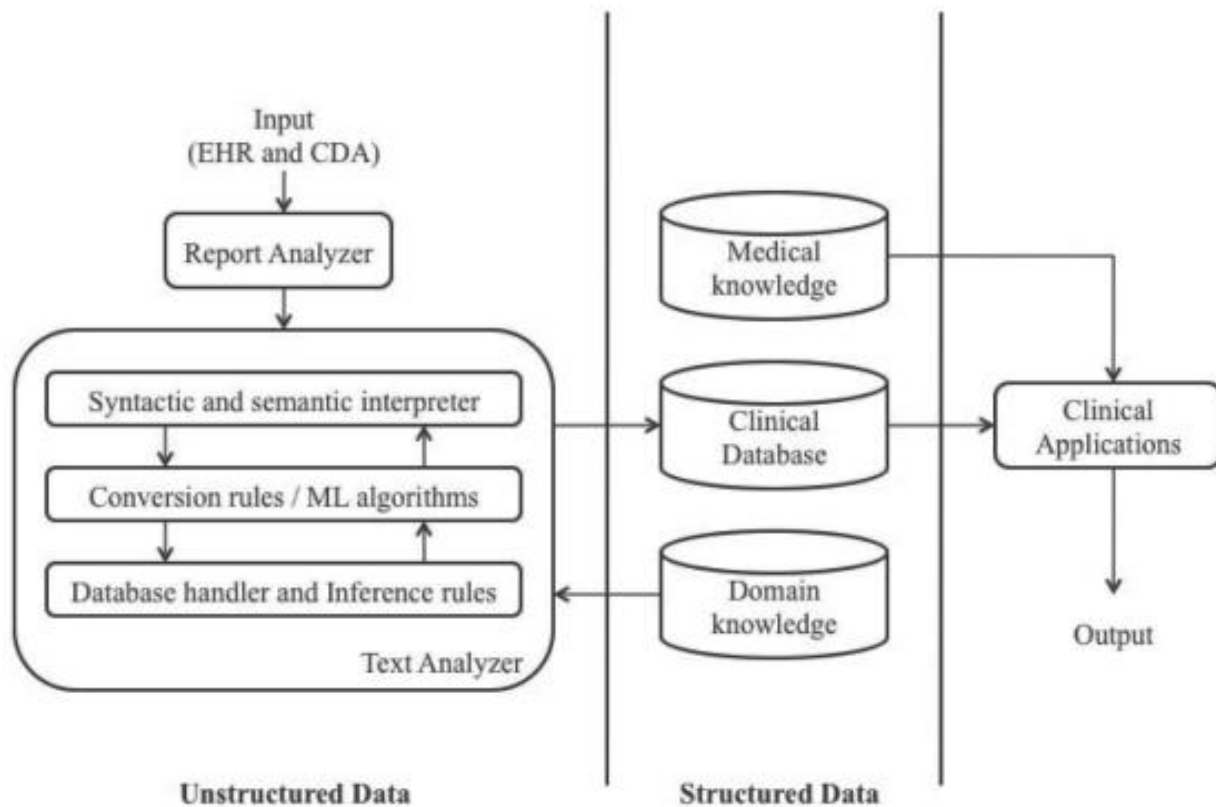 Input
(EHR and CDA)
Report Analyzer
Syntactic and semantic interpreter
Conversion rules / ML algorithms
Database handler and Inference rules
Text Analyzer
Unstructured Data
Medical
knowledge
Clinical
Database
Domain
knowledge
Structured Data
Clinical
Applications
Output